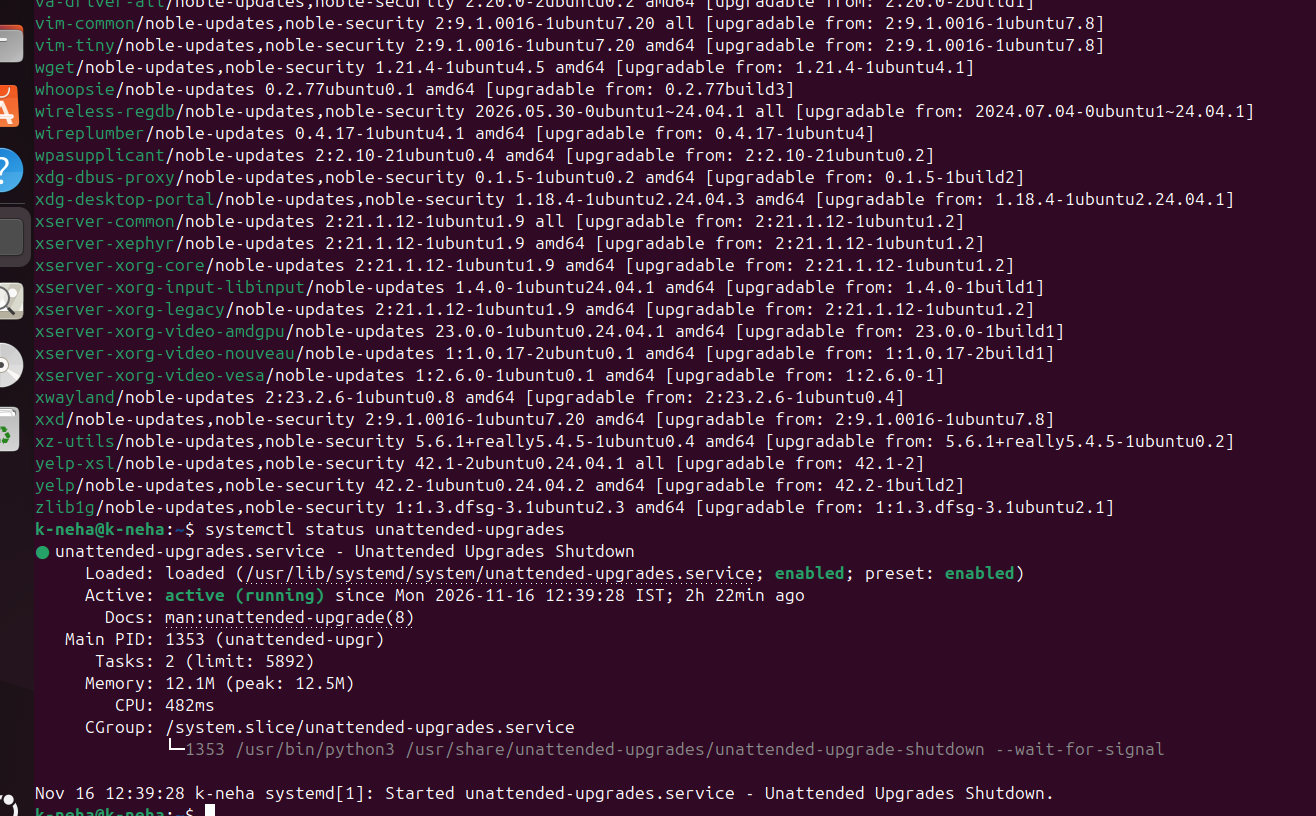 va-driver-all/noble-updates,noble-security 2.20.0-2ubuntu0.2 amd64 [upgradable from: 2.20.0-2build1]
vim-common/noble-updates,noble-security 2:9.1.0016-1ubuntu7.20 all [upgradable from: 2:9.1.0016-1ubuntu7.8]
vim-tiny/noble-updates,noble-security 2:9.1.0016-1ubuntu7.20 amd64 [upgradable from: 2:9.1.0016-1ubuntu7.8]
wget/noble-updates,noble-security 1.21.4-1ubuntu4.5 amd64 [upgradable from: 1.21.4-1ubuntu4.1]
whoopsie/noble-updates 0.2.77ubuntu0.1 amd64 [upgradable from: 0.2.77build3]
wireless-regdb/noble-updates,noble-security 2026.05.30-0ubuntu1~24.04.1 all [upgradable from: 2024.07.04-0ubuntu1~24.04.1]
wireplumber/noble-updates 0.4.17-1ubuntu4.1 amd64 [upgradable from: 0.4.17-1ubuntu4]
wpasupplicant/noble-updates 2:2.10-21ubuntu0.4 amd64 [upgradable from: 2:2.10-21ubuntu0.2]
xdg-dbus-proxy/noble-updates,noble-security 0.1.5-1ubuntu0.2 amd64 [upgradable from: 0.1.5-1build2]
xdg-desktop-portal/noble-updates,noble-security 1.18.4-1ubuntu2.24.04.3 amd64 [upgradable from: 1.18.4-1ubuntu2.24.04.1]
xserver-common/noble-updates 2:21.1.12-1ubuntu1.9 all [upgradable from: 2:21.1.12-1ubuntu1.2]
xserver-xephyr/noble-updates 2:21.1.12-1ubuntu1.9 amd64 [upgradable from: 2:21.1.12-1ubuntu1.2]
xserver-xorg-core/noble-updates 2:21.1.12-1ubuntu1.9 amd64 [upgradable from: 2:21.1.12-1ubuntu1.2]
xserver-xorg-input-libinput/noble-updates 1.4.0-1ubuntu24.04.1 amd64 [upgradable from: 1.4.0-1build1]
xserver-xorg-legacy/noble-updates 2:21.1.12-1ubuntu1.9 amd64 [upgradable from: 2:21.1.12-1ubuntu1.2]
xserver-xorg-video-amdgpu/noble-updates 23.0.0-1ubuntu0.24.04.1 amd64 [upgradable from: 23.0.0-1build1]
xserver-xorg-video-nouveau/noble-updates 1:1.0.17-2ubuntu0.1 amd64 [upgradable from: 1:1.0.17-2build1]
xserver-xorg-video-vesa/noble-updates 1:2.6.0-1ubuntu0.1 amd64 [upgradable from: 1:2.6.0-1]
xwayland/noble-updates 2:23.2.6-1ubuntu0.8 amd64 [upgradable from: 2:23.2.6-1ubuntu0.4]
xxd/noble-updates,noble-security 2:9.1.0016-1ubuntu7.20 amd64 [upgradable from: 2:9.1.0016-1ubuntu7.8]
xz-utils/noble-updates,noble-security 5.6.1+really5.4.5-1ubuntu0.4 amd64 [upgradable from: 5.6.1+really5.4.5-1ubuntu0.2]
yelp-xsl/noble-updates,noble-security 42.1-2ubuntu0.24.04.1 all [upgradable from: 42.1-2]
yelp/noble-updates,noble-security 42.2-1ubuntu0.24.04.2 amd64 [upgradable from: 42.2-1build2]
zlib1g/noble-updates,noble-security 1:1.3.dfsg-3.1ubuntu2.3 amd64 [upgradable from: 1:1.3.dfsg-3.1ubuntu2.1]
k-neha@k-neha:~$ systemctl status unattended-upgrades
● unattended-upgrades.service - Unattended Upgrades Shutdown
Loaded: loaded (/usr/lib/systemd/system/unattended-upgrades.service; enabled; preset: enabled)
Active: active (running) since Mon 2026-11-16 12:39:28 IST; 2h 22min ago
Docs: man:unattended-upgrade(8)
Main PID: 1353 (unattended-upgr)
Tasks: 2 (limit: 5892)
Memory: 12.1M (peak: 12.5M)
CPU: 482ms
CGroup: /system.slice/unattended-upgrades.service
└─1353 /usr/bin/python3 /usr/share/unattended-upgrades/unattended-upgrade-shutdown --wait-for-signal
Nov 16 12:39:28 k-neha systemd[1]: Started unattended-upgrades.service - Unattended Upgrades Shutdown.
k-neha@k-neha:~$